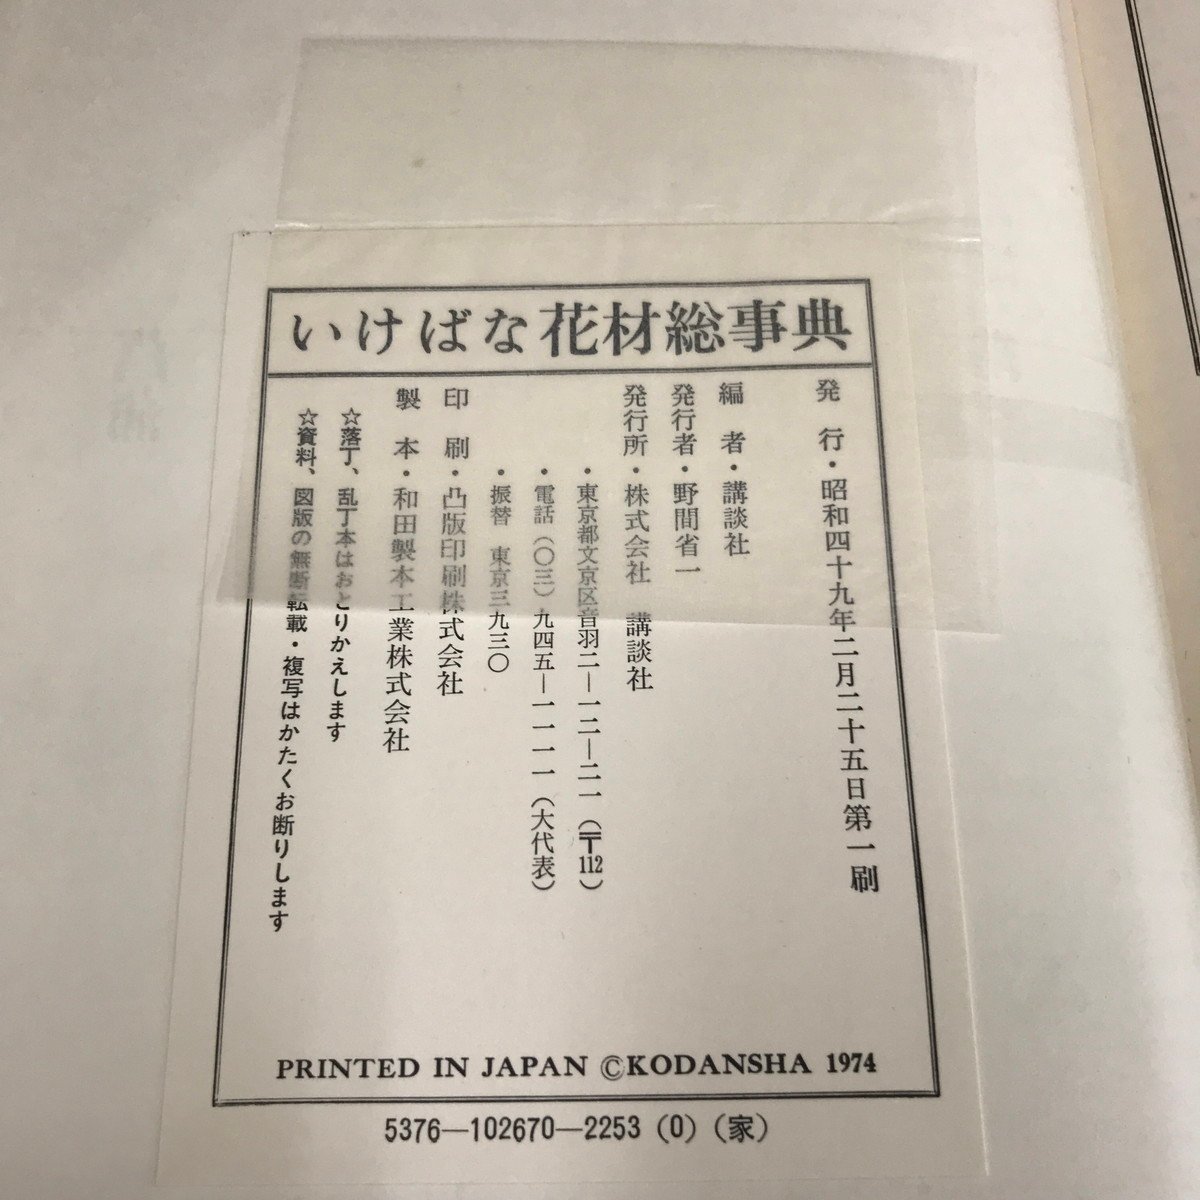 いけばな花材総事典
発行・昭和四十九年二月二十五日第一刷
編者・講談社
発行者・野間省一
発行所・株式会社 講談社
・東京都文京区音羽二―一二―二一(〒112)
・電話(〇三)九四五―一一一一(大代表)
・振替 東京三九三〇
印刷・凸版印刷株式会社
製本・和田製本工業株式会社
☆落丁、乱丁本はおとりかえします
☆資料、図版の無断転載・複写はかたくお断りします
PRINTED IN JAPAN ©KODANSHA 1974
5376―102670―2253(0)(家)